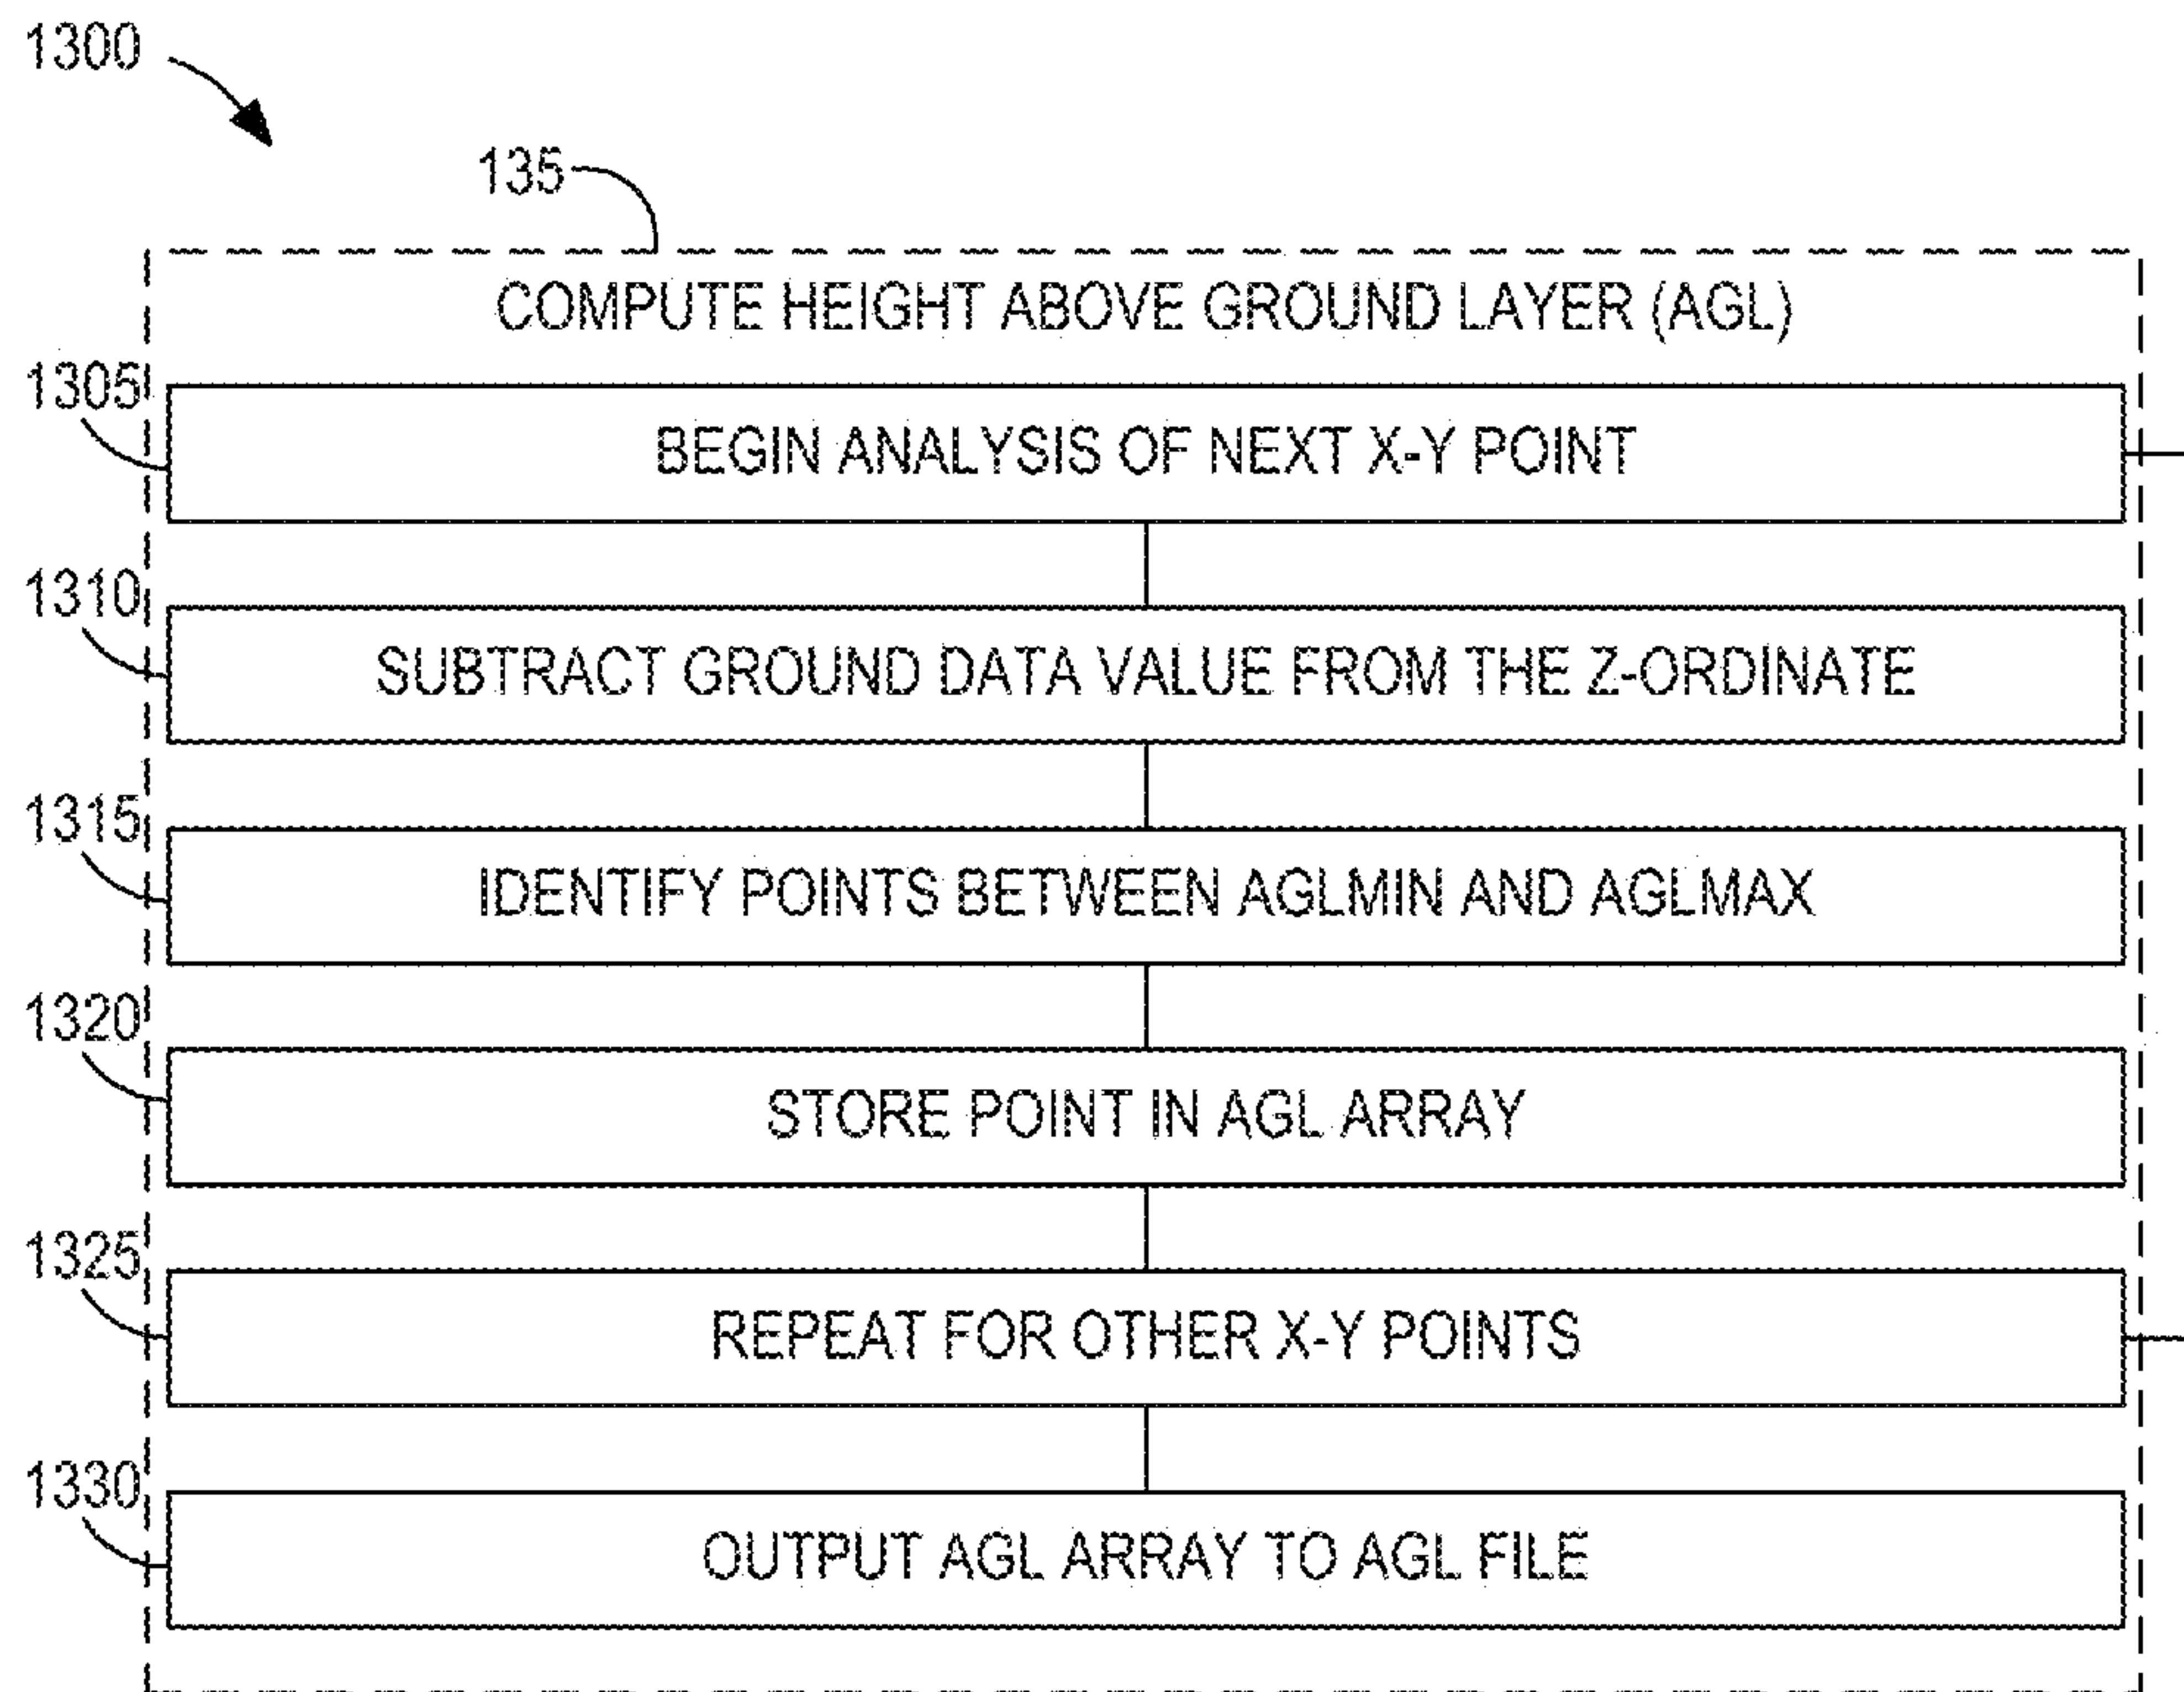 1300
135
COMPUTE HEIGHT ABOVE GROUND LAYER (AGL)
1305
BEGIN ANALYSIS OF NEXT X-Y POINT
1310
SUBTRACT GROUND DATA VALUE FROM THE Z-ORDINATE
1315
IDENTIFY POINTS BETWEEN AGLMIN AND AGLMAX
1320
STORE POINT IN AGL ARRAY
1325
REPEAT FOR OTHER X-Y POINTS
1330
OUTPUT AGL ARRAY TO AGL FILE